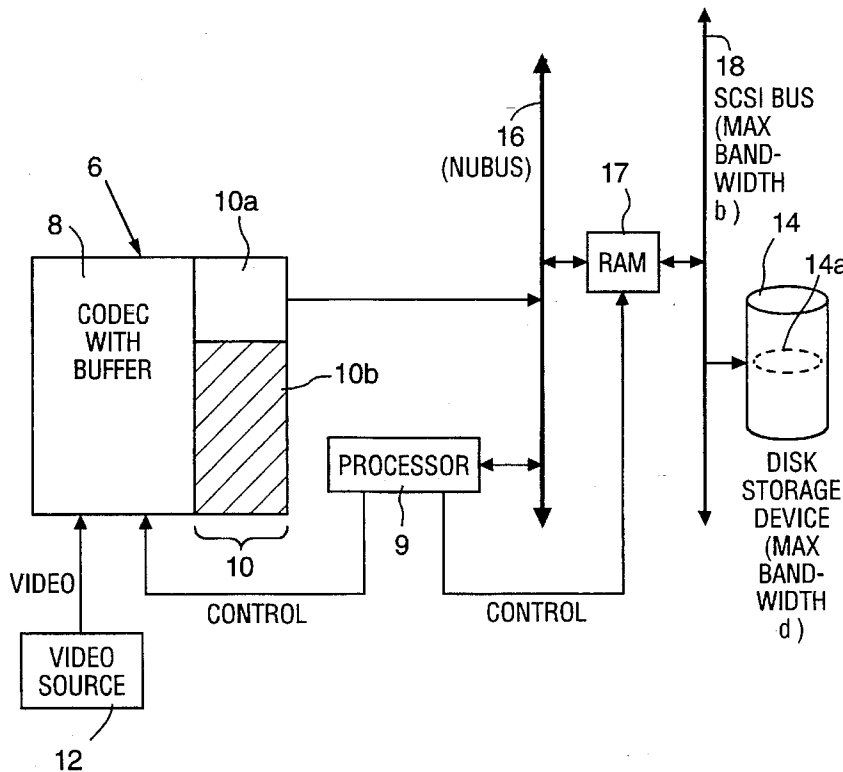 18
SCSI BUS
(MAX
BAND-
WIDTH
b )
16
(NUBUS)
6
10a
8
17
RAM
14
14a
CODEC
WITH
BUFFER
10b
PROCESSOR
9
10
DISK
STORAGE
DEVICE
(MAX
BAND-
WIDTH
d )
VIDEO
CONTROL
CONTROL
VIDEO
SOURCE
12